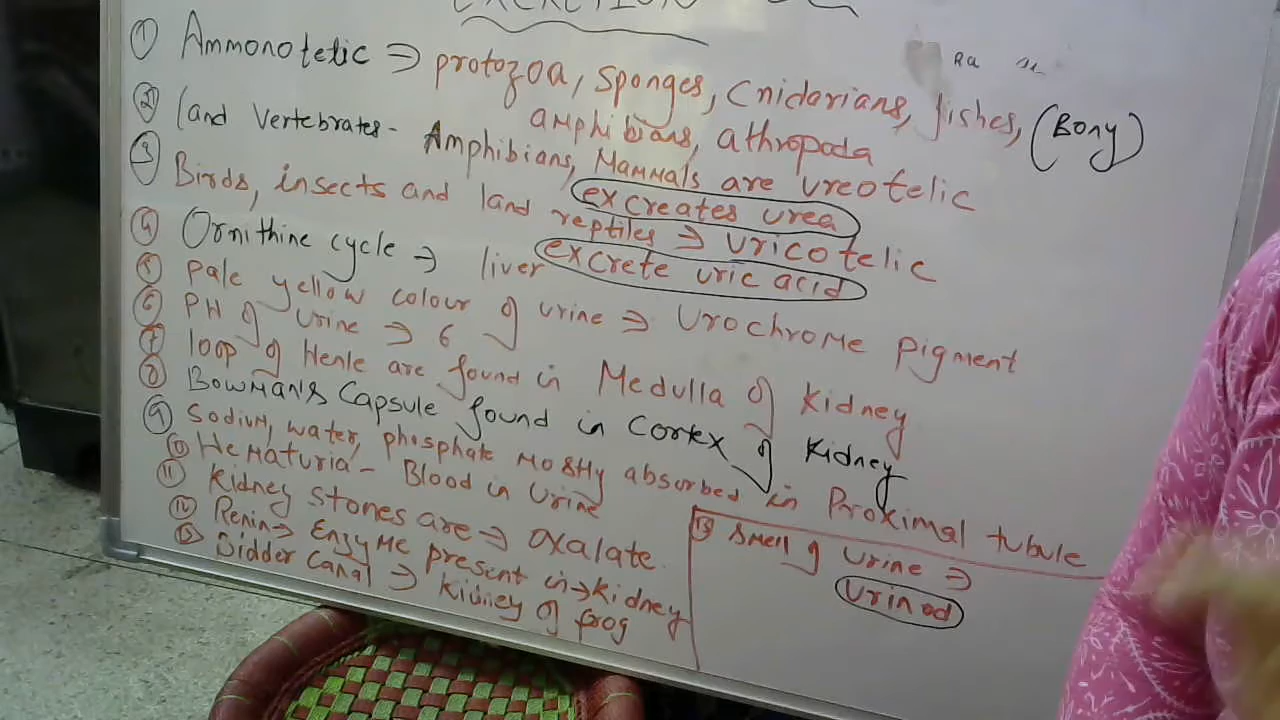 EXCRETION
① Ammonotelic ⇒ protozoa, Sponges, Cnidarians, fishes, (Bony)
amphibians, athropoda
② land vertebrates - Amphibians, Mammals are ureotelic
excreates urea
③ Birds, insects and land reptiles ⇒ uricotelic
excrete uric acid
④ Ornithine cycle → liver
⑤ pale yellow colour of urine ⇒ Urochrome pigment
⑥ PH of urine ⇒ 6
⑦ loop of Henle are found in Medulla of kidney
⑧ Bowman's Capsule found in Cortex of kidney
⑨ Sodium, water, phosphate mostly absorbed in Proximal tubule
⑩ Hematuria - Blood in Urine
⑪ kidney stones are ⇒ oxalate
⑫ Renin → Enzyme present in → kidney
⑬ Bidder Canal ⇒ kidney of frog
⑬ Smell of Urine ⇒
Urinod